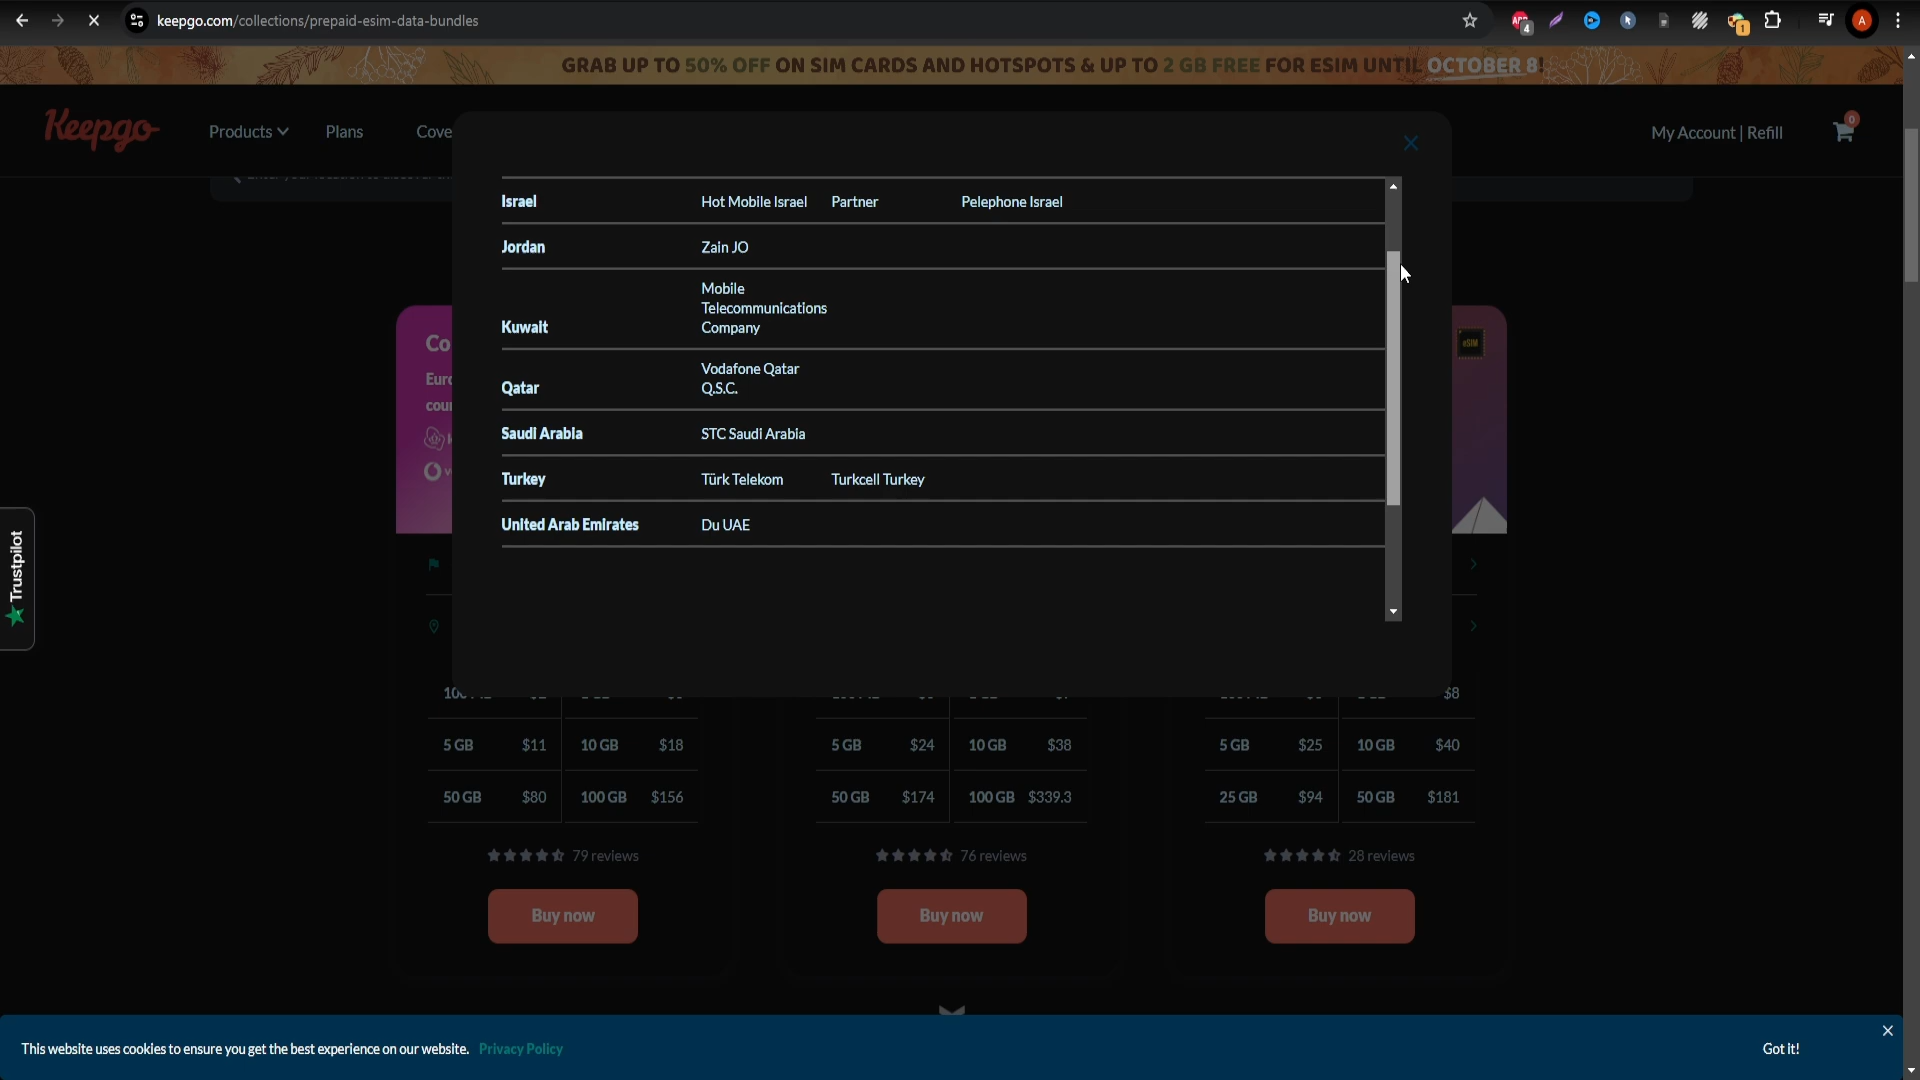 keepgo.com/collections/prepaid-esim-data-bundles
4
1
A
GRAB UP TO 50% OFF ON SIM CARDS AND HOTSPOTS & UP TO 2 GB FREE FOR ESIM UNTIL OCTOBER 8!
Keepgo
Products
Plans
Cove
My Account | Refill
0
Israel Hot Mobile Israel Partner Pelephone Israel
Jordan Zain JO
Mobile
Telecommunications
Kuwait Company
Vodafone Qatar
Qatar Q.S.C.
Saudi Arabia STC Saudi Arabia
Turkey Türk Telekom Turkcell Turkey
United Arab Emirates Du UAE
Co
Euro
cou
eSIM
Trustpilot
$8
5 GB $11 10 GB $18
50 GB $80 100 GB $156
79 reviews
Buy now
5 GB $24 10 GB $38
50 GB $174 100 GB $339.3
76 reviews
Buy now
5 GB $25 10 GB $40
25 GB $94 50 GB $181
28 reviews
Buy now
This website uses cookies to ensure you get the best experience on our website. Privacy Policy
Got it!